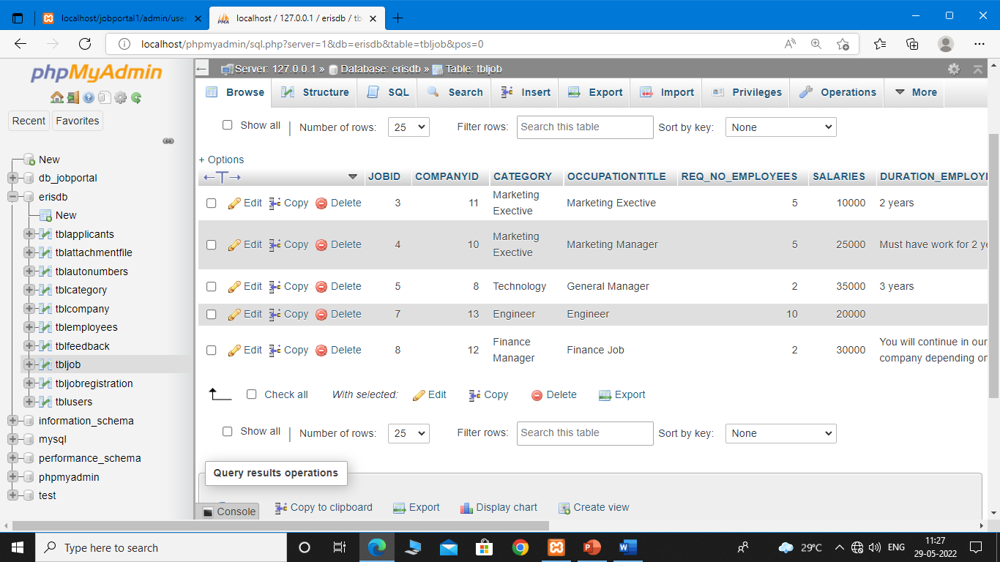 localhost/jobportal1/admin/user
localhost / 127.0.0.1 / erisdb / tb
localhost/phpmyadmin/sql.php?server=1&db=erisdb&table=tbljob&pos=0
phpMyAdmin
Recent Favorites
New
db_jobportal
erisdb
New
tblapplicants
tblattachmentfile
tblautonumbers
tblcategory
tblcompany
tblemployees
tblfeedback
tbljob
tbljobregistration
tblusers
information_schema
mysql
performance_schema
phpmyadmin
test
Server: 127.0.0.1 » Database: erisdb » Table: tbljob
Browse Structure SQL Search Insert Export Import Privileges Operations More
Show all | Number of rows: 25 Filter rows: Search this table Sort by key: None
+ Options
JOBID COMPANYID CATEGORY OCCUPATIONTITLE REQ_NO_EMPLOYEES SALARIES DURATION_EMPLOYI
Edit Copy Delete 3 11 Marketing Exective Marketing Exective 5 10000 2 years
Edit Copy Delete 4 10 Marketing Exective Marketing Manager 5 25000 Must have work for 2 ye
Edit Copy Delete 5 8 Technology General Manager 2 35000 3 years
Edit Copy Delete 7 13 Engineer Engineer 10 20000
Edit Copy Delete 8 12 Finance Manager Finance Job 2 30000 You will continue in our company depending on
Check all With selected: Edit Copy Delete Export
Show all | Number of rows: 25 Filter rows: Search this table Sort by key: None
Query results operations
Copy to clipboard Export Display chart Create view
Console
Type here to search
29°C
ENG
11:27
29-05-2022